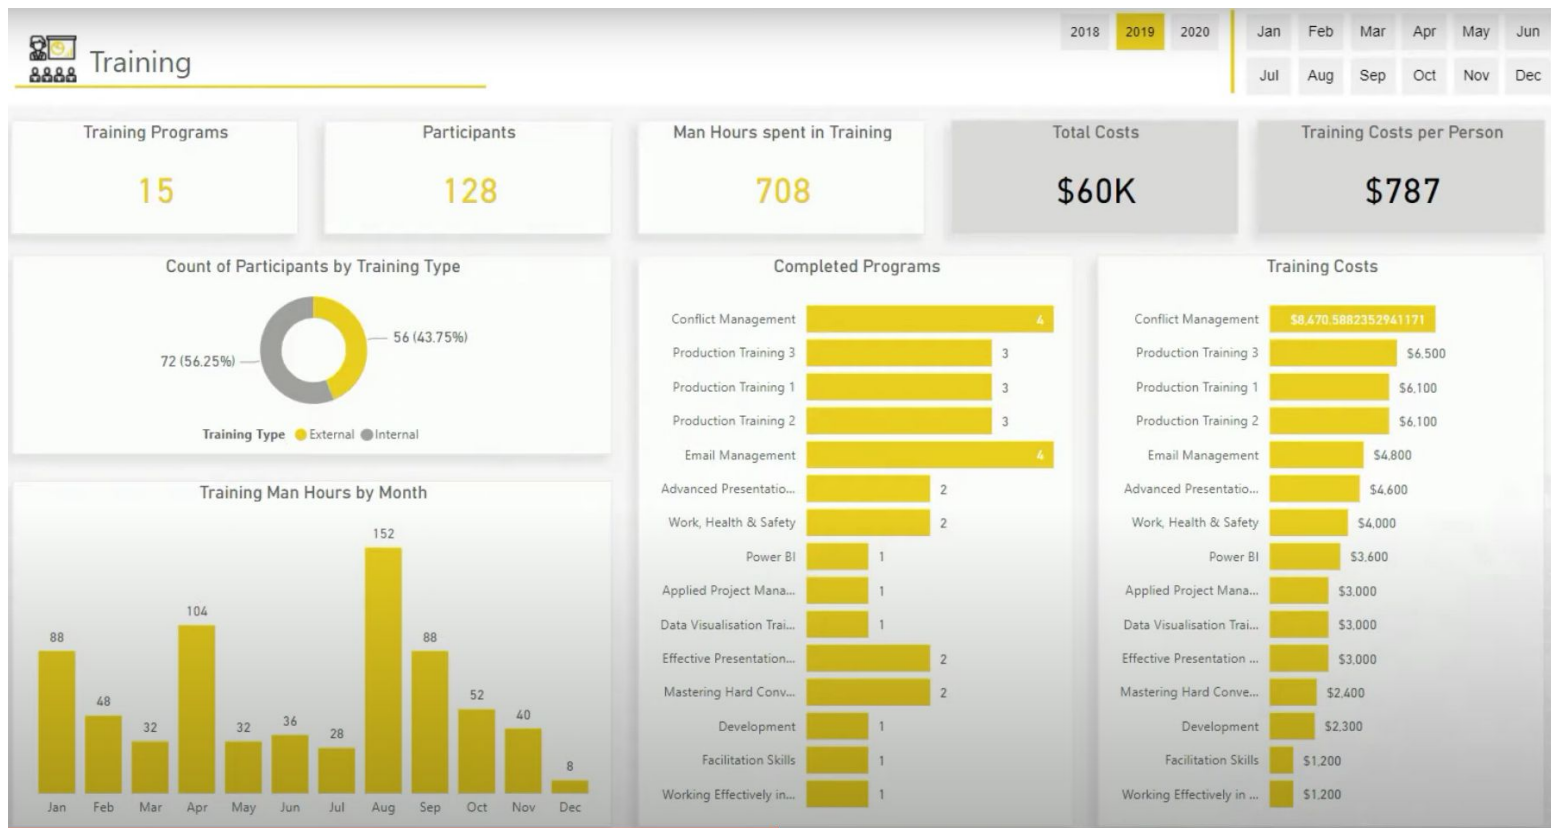 Training
2018 2019 2020
Jan Feb Mar Apr May Jun
Jul Aug Sep Oct Nov Dec
Training Programs
15
Participants
128
Man Hours spent in Training
708
Total Costs
$60K
Training Costs per Person
$787
Count of Participants by Training Type
56 (43.75%)
72 (56.25%)
Training Type External Internal
Training Man Hours by Month
88
48
32
104
32
36
28
152
88
52
40
8
Jan Feb Mar Apr May Jun Jul Aug Sep Oct Nov Dec
Completed Programs
Conflict Management 4
Production Training 3 3
Production Training 1 3
Production Training 2 3
Email Management 4
Advanced Presentatio... 2
Work, Health & Safety 2
Power BI 1
Applied Project Mana... 1
Data Visualisation Trai... 1
Effective Presentation... 2
Mastering Hard Conv... 2
Development 1
Facilitation Skills 1
Working Effectively in... 1
Training Costs
Conflict Management $8,470.5882352941171
Production Training 3 $6,500
Production Training 1 $6,100
Production Training 2 $6,100
Email Management $4,800
Advanced Presentatio... $4,600
Work, Health & Safety $4,000
Power BI $3,600
Applied Project Mana... $3,000
Data Visualisation Trai... $3,000
Effective Presentation ... $3,000
Mastering Hard Conve... $2,400
Development $2,300
Facilitation Skills $1,200
Working Effectively in ... $1,200